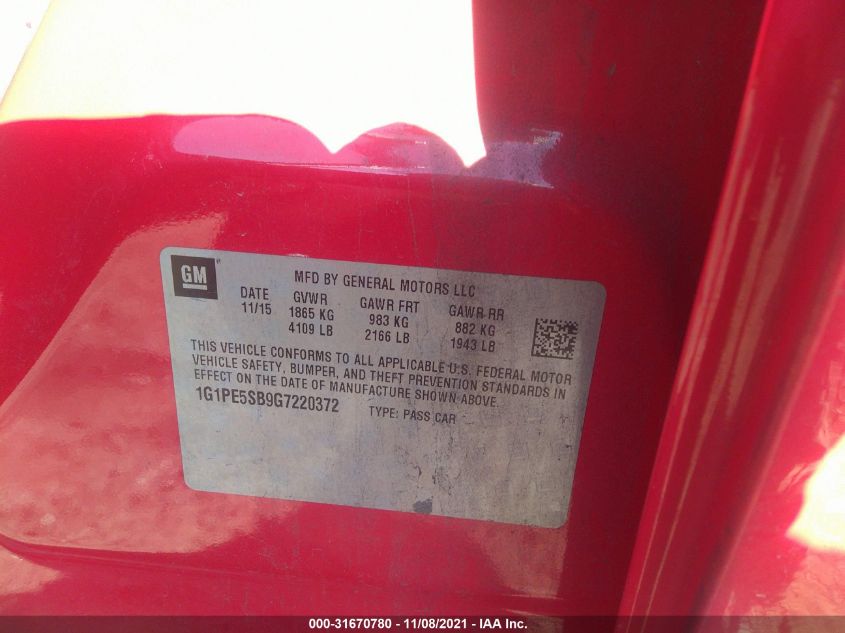 GM
MFD BY GENERAL MOTORS LLC
DATE GVWR GAWR FRT GAWR RR
11/15 1865 KG 983 KG 882 KG
4109 LB 2166 LB 1943 LB
THIS VEHICLE CONFORMS TO ALL APPLICABLE U.S. FEDERAL MOTOR
VEHICLE SAFETY, BUMPER, AND THEFT PREVENTION STANDARDS IN
EFFECT ON THE DATE OF MANUFACTURE SHOWN ABOVE.
1G1PE5SB9G7220372 TYPE: PASS CAR
000-31670780 - 11/08/2021 - IAA Inc.